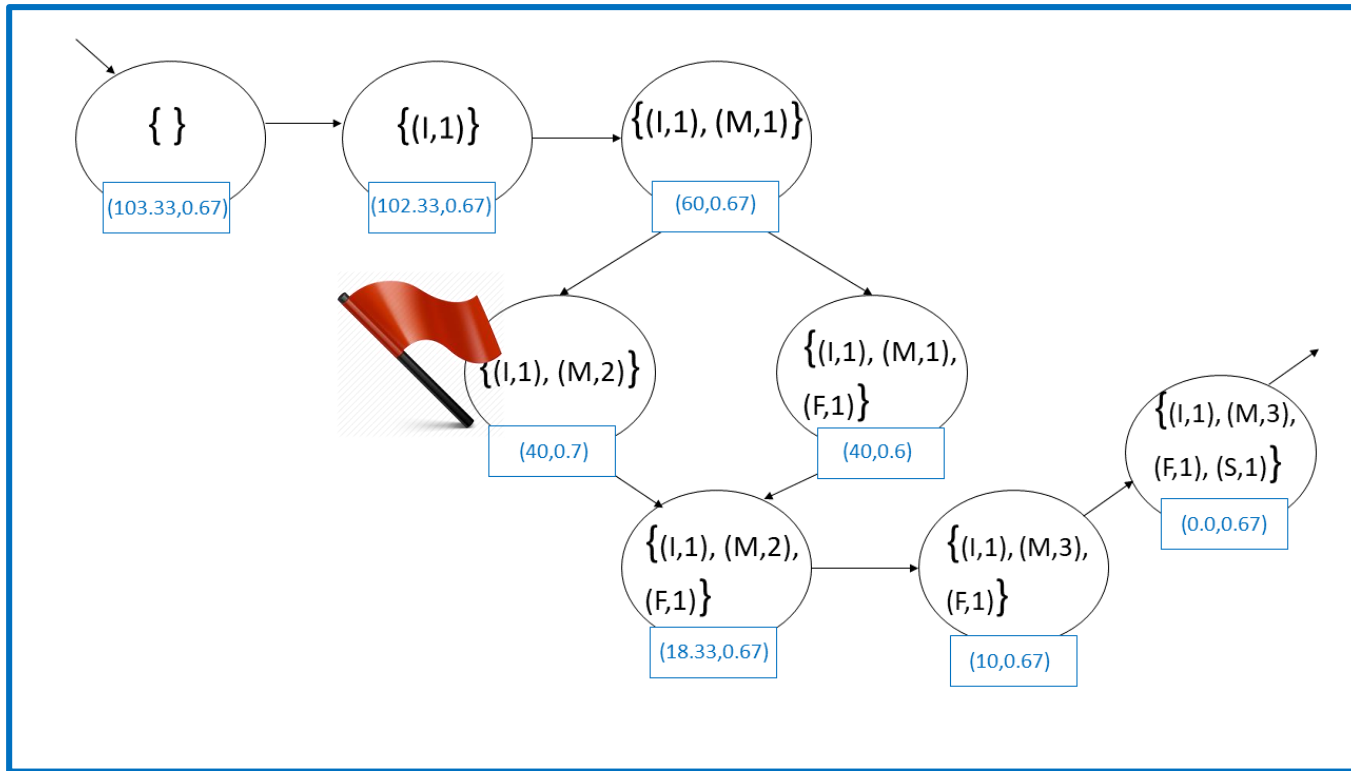 { }
(103.33,0.67)
{(I,1)}
(102.33,0.67)
{(I,1), (M,1)}
(60,0.67)
{(I,1), (M,2)}
(40,0.7)
{(I,1), (M,1),
(F,1)}
(40,0.6)
{(I,1), (M,2),
(F,1)}
(18.33,0.67)
{(I,1), (M,3),
(F,1)}
(10,0.67)
{(I,1), (M,3),
(F,1), (S,1)}
(0.0,0.67)